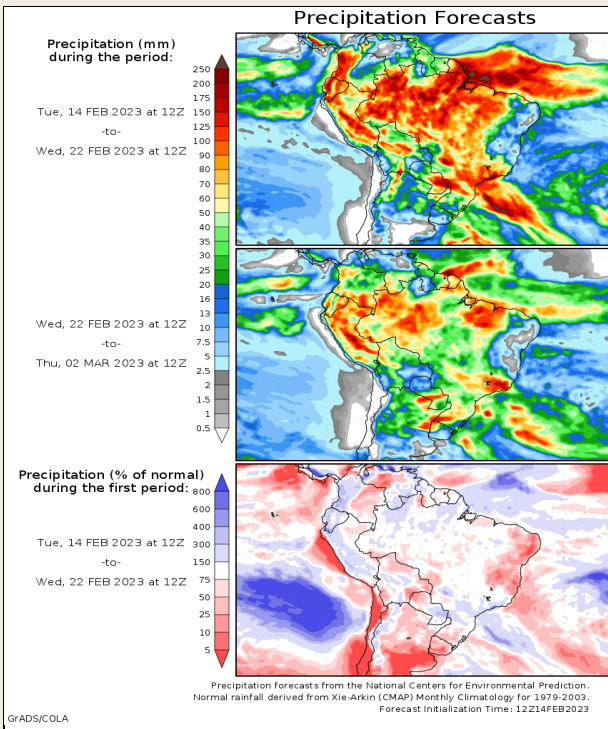 Precipitation Forecasts
Precipitation (mm)
during the period:
Tue, 14 FEB 2023 at 12Z
-to-
Wed, 22 FEB 2023 at 12Z
250
200
175
150
125
100
90
80
70
60
50
40
35
30
25
20
16
13
10
7.5
5
2.5
2
1.5
1
0.5
Wed, 22 FEB 2023 at 12Z
-to-
Thu, 02 MAR 2023 at 12Z
Precipitation (% of normal)
during the first period:
Tue, 14 FEB 2023 at 12Z
-to-
Wed, 22 FEB 2023 at 12Z
800
600
400
300
150
75
50
25
10
5
Precipitation forecasts from the National Centers for Environmental Prediction.
Normal rainfall derived from Xie-Arkin (CMAP) Monthly Climatology for 1979-2003.
Forecast Initialization Time: 12Z14FEB2023
GrADS/COLA